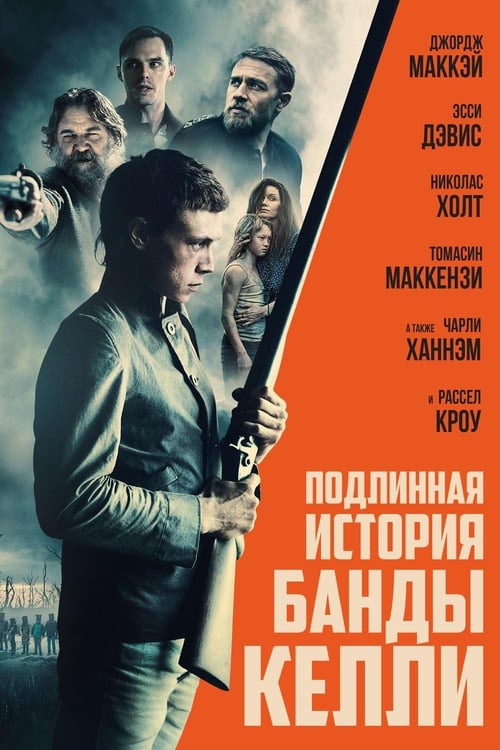 ДЖОРДЖ
МАККЭЙ
ЭССИ
ДЭВИС
НИКОЛАС
ХОЛТ
ТОМАСИН
МАККЕНЗИ
А ТАКЖЕ ЧАРЛИ
ХАННЭМ
И РАССЕЛ
КРОУ
ПОДЛИННАЯ
ИСТОРИЯ
БАНДЫ
КЕЛЛИ